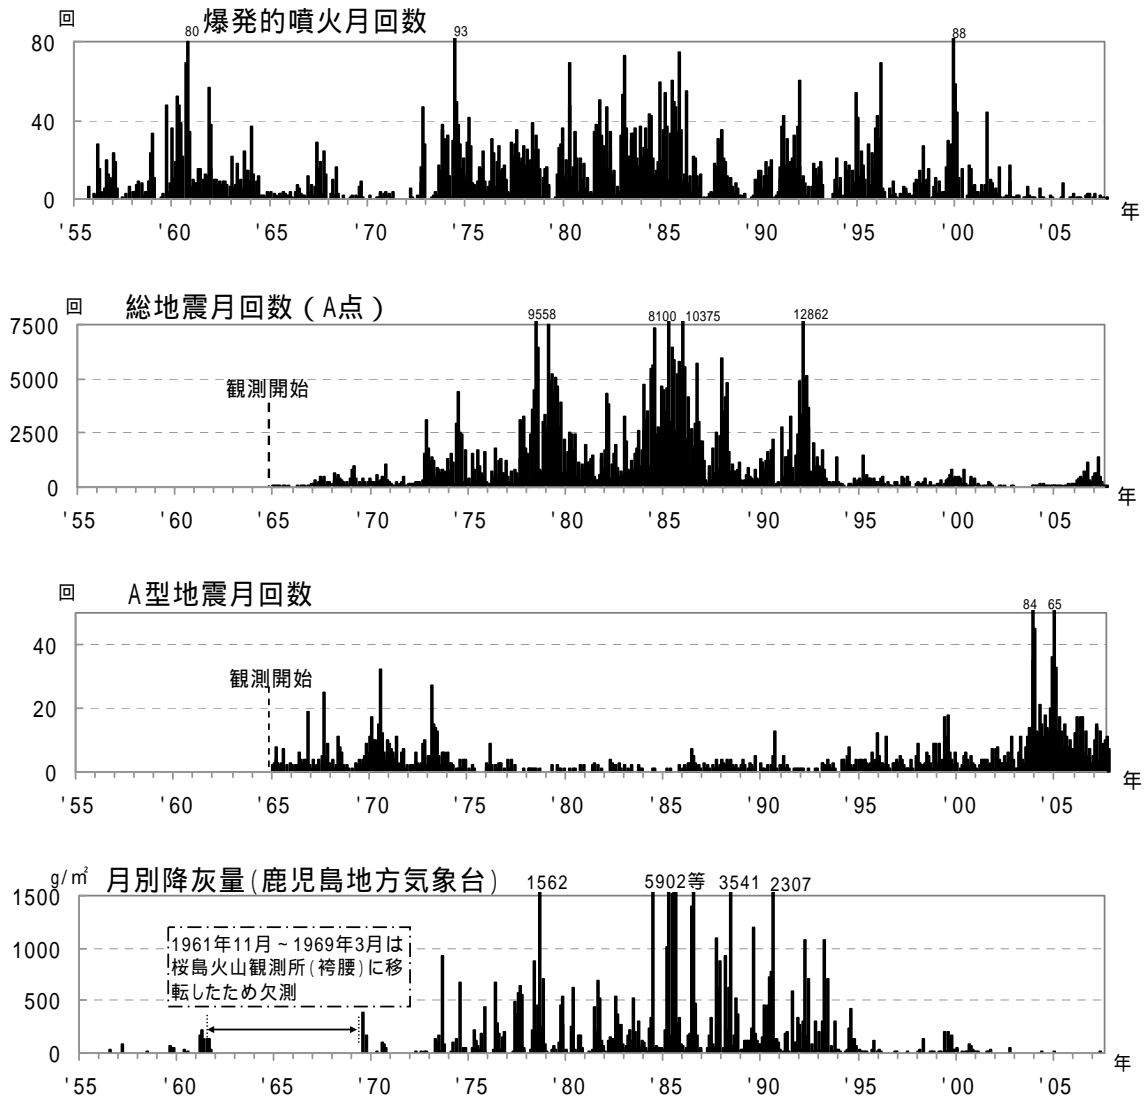 回 爆発的噴火月回数
80 93 88
80
40
0
'55 '60 '65 '70 '75 '80 '85 '90 '95 '00 '05 年
回 総地震月回数(A点)
9558 8100 10375 12862
7500
5000
2500
0
観測開始
'55 '60 '65 '70 '75 '80 '85 '90 '95 '00 '05 年
回 A型地震月回数
84 65
40
20
0
観測開始
'55 '60 '65 '70 '75 '80 '85 '90 '95 '00 '05 年
g/㎡ 月別降灰量(鹿児島地方気象台)
1562 5902等 3541 2307
1500
1000
500
0
1961年11月~1969年3月は
桜島火山観測所(袴腰)に移
転したため欠測
'55 '60 '65 '70 '75 '80 '85 '90 '95 '00 '05 年